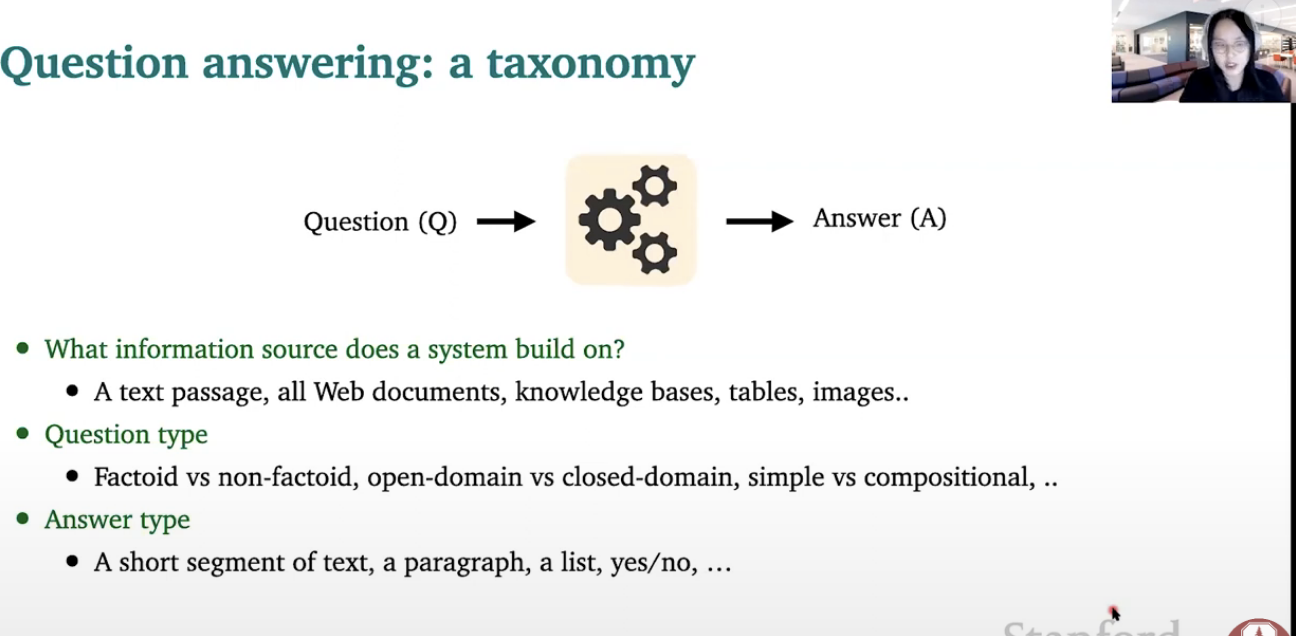 Question answering: a taxonomy
Question (Q)
Answer (A)
• What information source does a system build on?
• A text passage, all Web documents, knowledge bases, tables, images..
• Question type
• Factoid vs non-factoid, open-domain vs closed-domain, simple vs compositional, ..
• Answer type
• A short segment of text, a paragraph, a list, yes/no, …
Stanford